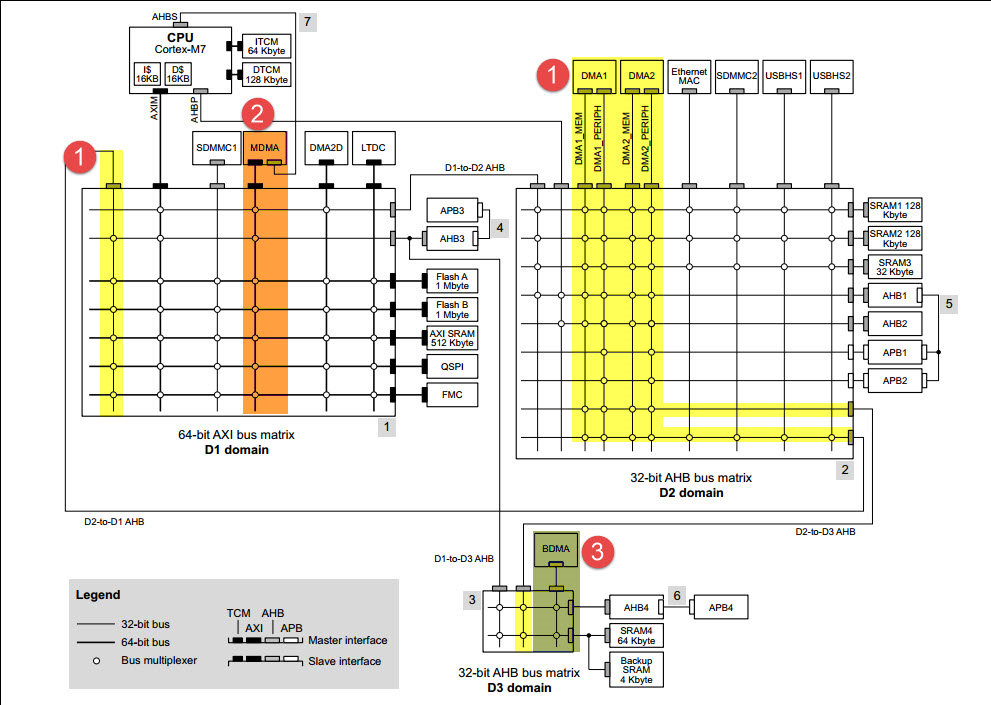 AHBS
7
CPU
Cortex-M7
I$
16KB
D$
16KB
ITCM
64 Kbyte
DTCM
128 Kbyte
AXIM
AHBP
1
2
SDMMC1
MDMA
DMA2D
LTDC
1
DMA1
DMA2
Ethernet
MAC
SDMMC2
USBHS1
USBHS2
DMA1_MEM
DMA1_PERIPH
DMA2_MEM
DMA2_PERIPH
D1-to-D2 AHB
APB3
4
AHB3
Flash A
1 Mbyte
Flash B
1 Mbyte
AXI SRAM
512 Kbyte
QSPI
FMC
1
64-bit AXI bus matrix
D1 domain
SRAM1 128
Kbyte
SRAM2 128
Kbyte
SRAM3
32 Kbyte
AHB1
5
AHB2
APB1
APB2
2
32-bit AHB bus matrix
D2 domain
D2-to-D1 AHB
D2-to-D3 AHB
D1-to-D3 AHB
BDMA
3
3
AHB4
6
APB4
SRAM4
64 Kbyte
Backup
SRAM
4 Kbyte
32-bit AHB bus matrix
D3 domain
Legend
32-bit bus
64-bit bus
Bus multiplexer
TCM AHB
AXI APB
Master interface
Slave interface